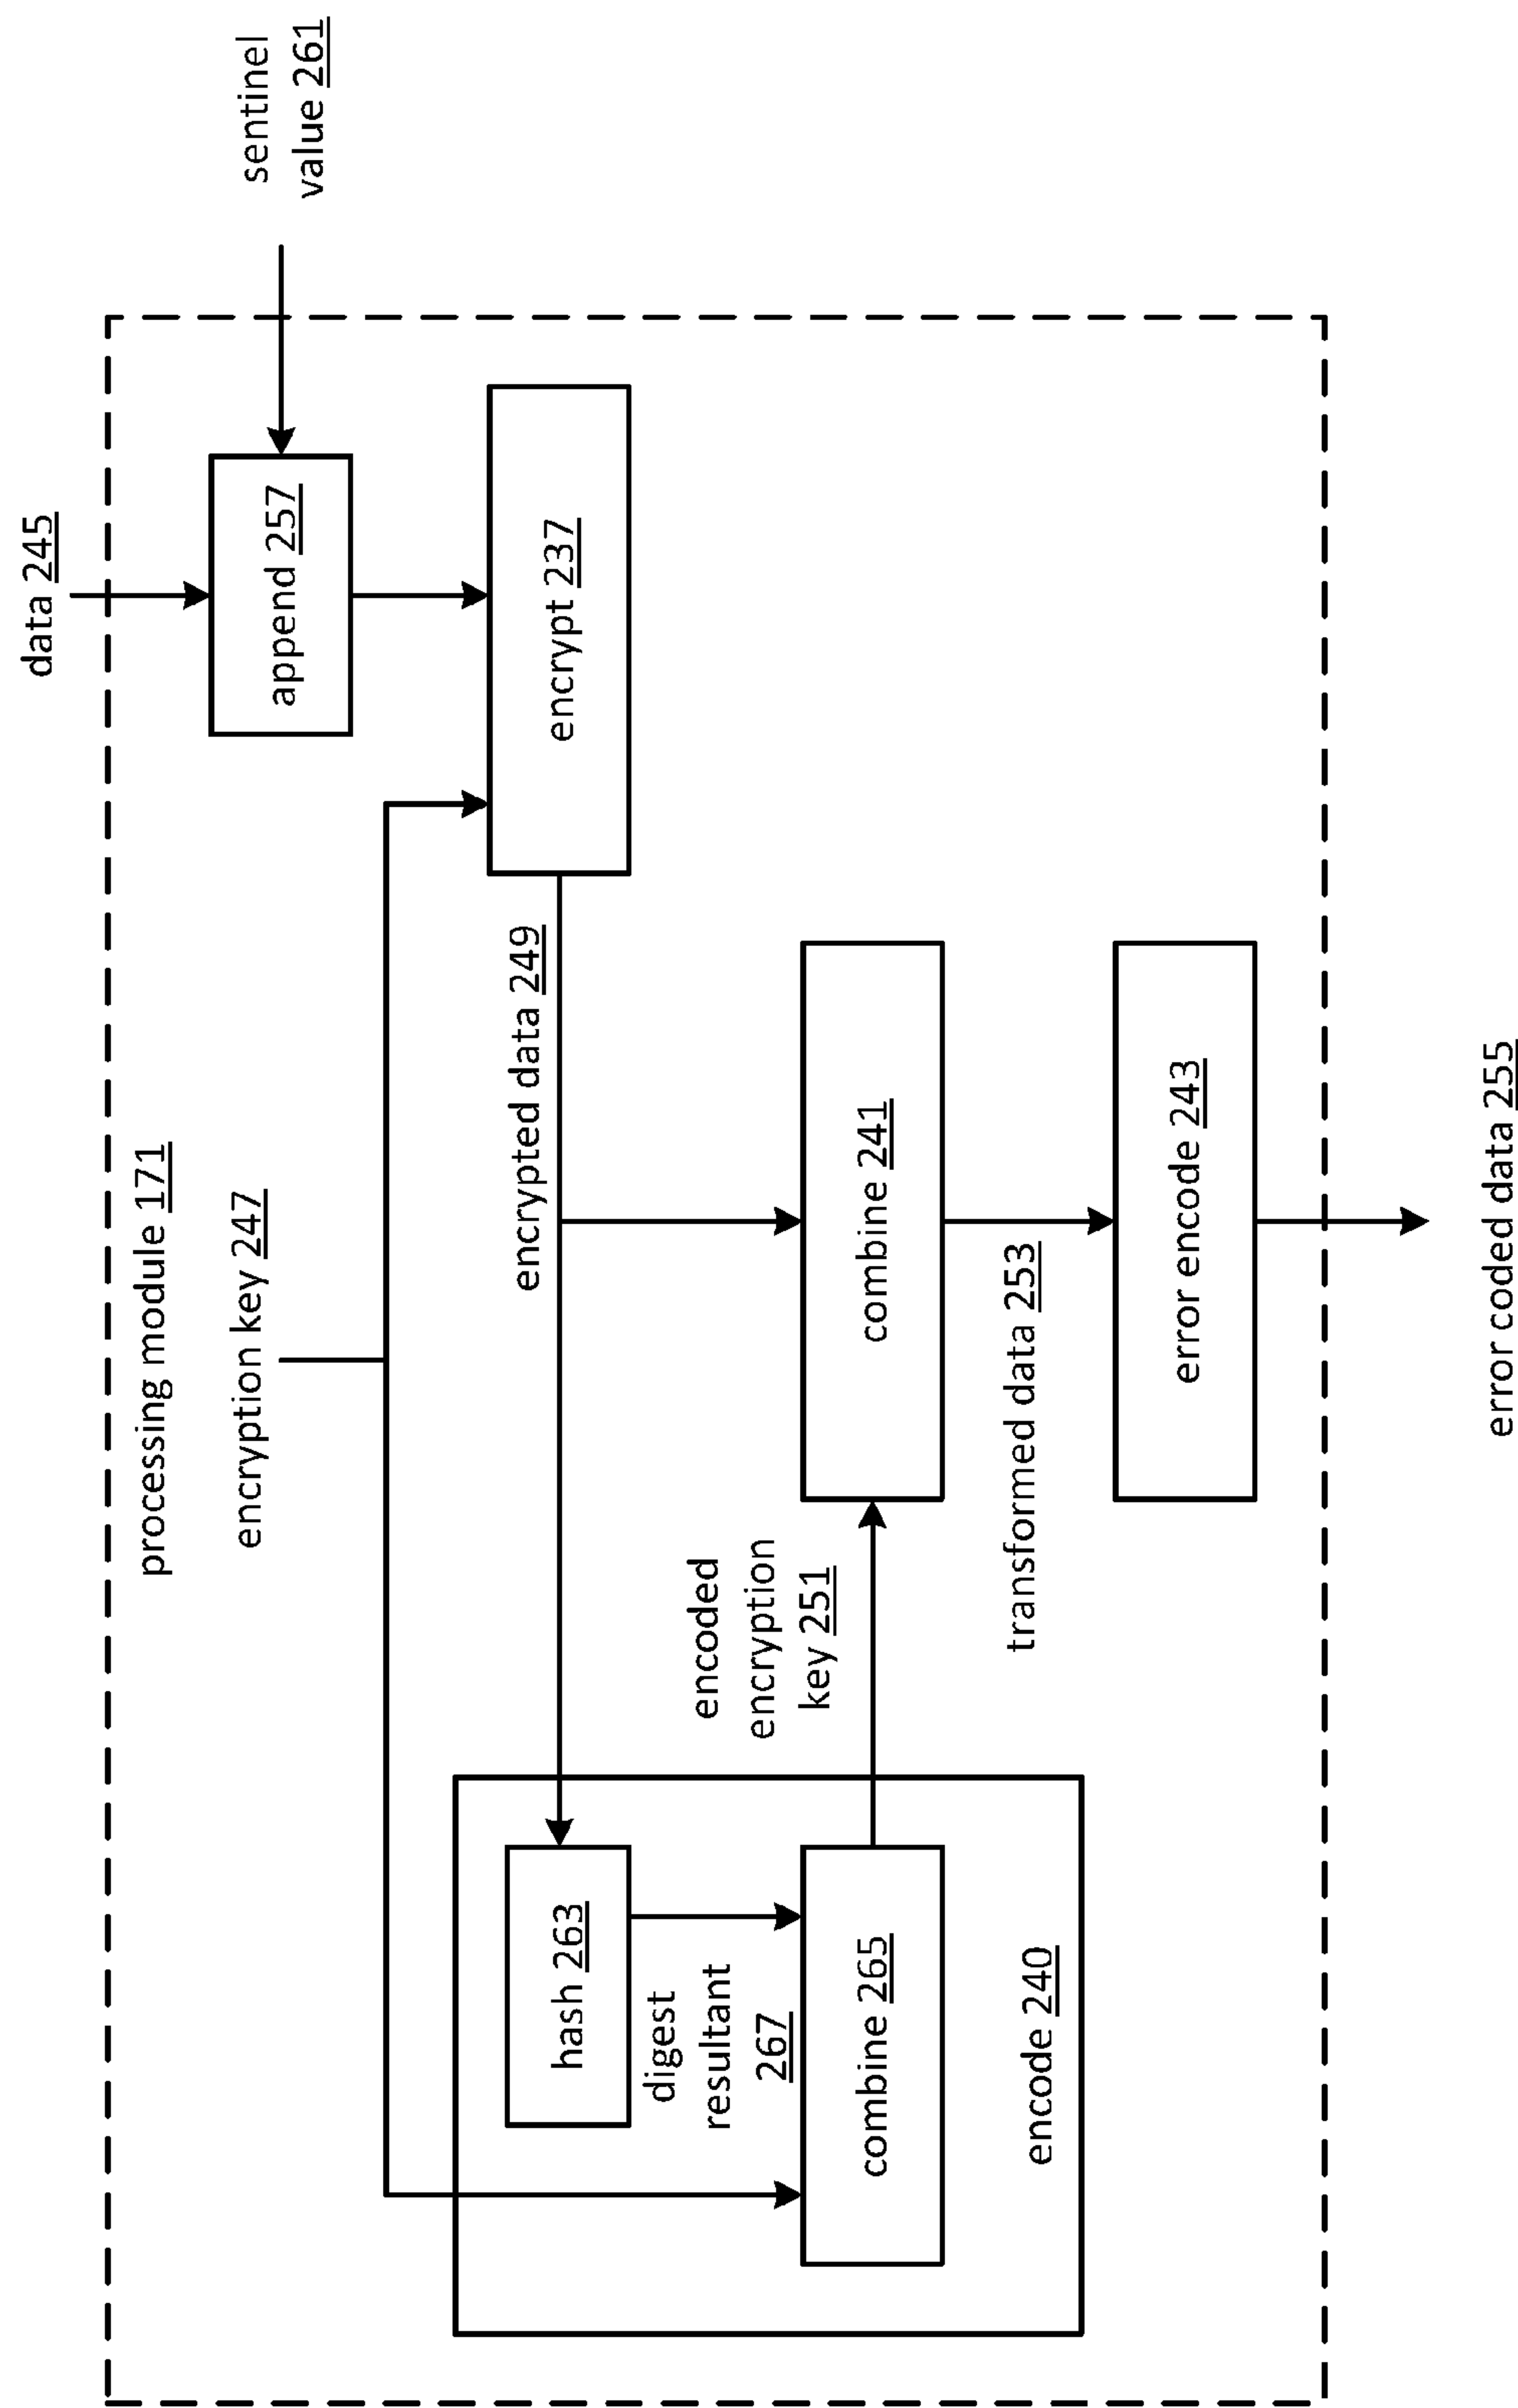 data 245
sentinel
value 261
processing module 171
encryption key 247
append 257
encrypt 237
encrypted data 249
hash 263
digest
resultant
267
combine 265
encode 240
encoded
encryption
key 251
combine 241
transformed data 253
error encode 243
error coded data 255